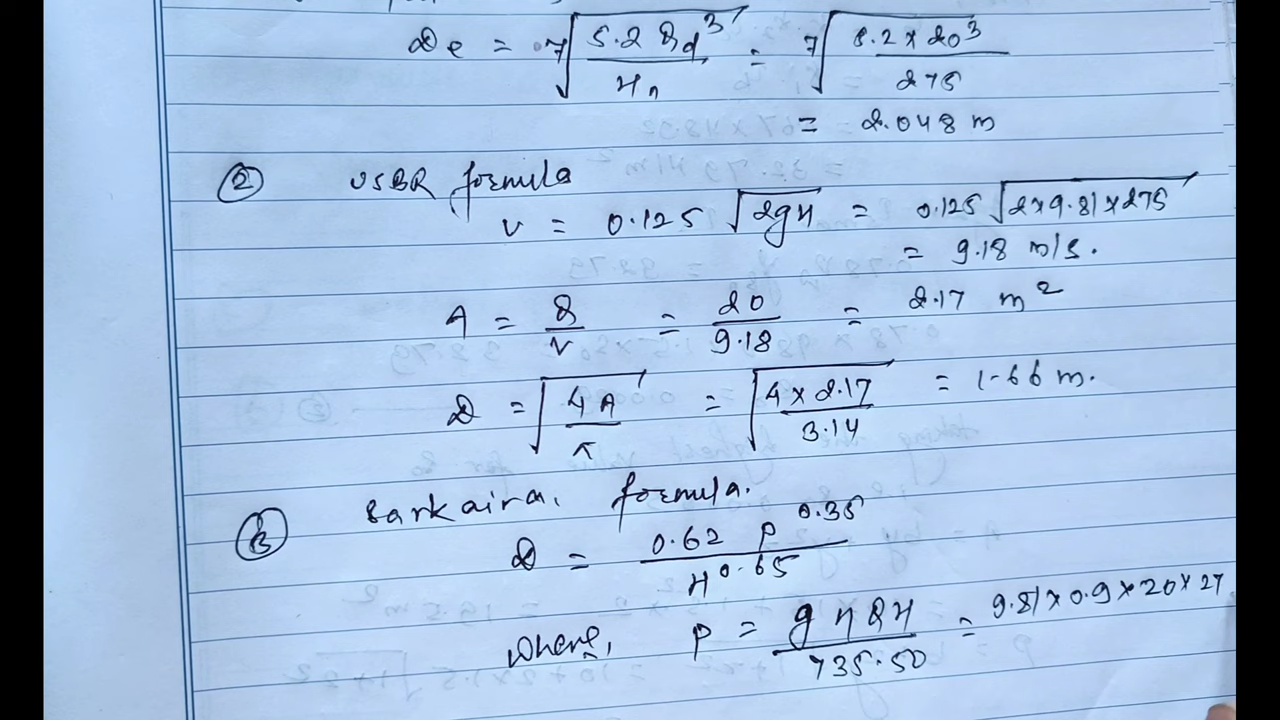 De = ⁷√(5.2 Qd³ / Hn) = ⁷√(5.2 × 20³ / 275)
= 2.048 m
② USBR formula
V = 0.125 √2gH = 0.125 √2×9.81×275
= 9.18 m/s.
A = Q/V = 20/9.18 = 2.17 m²
D = √(4A/π) = √(4 × 2.17 / 3.14) = 1.66 m.
③ Sarkaira. formula.
D = 0.62 P^0.35 / H^0.65
where, P = g η Q H / 735.50 = 9.81 × 0.9 × 20 × 27